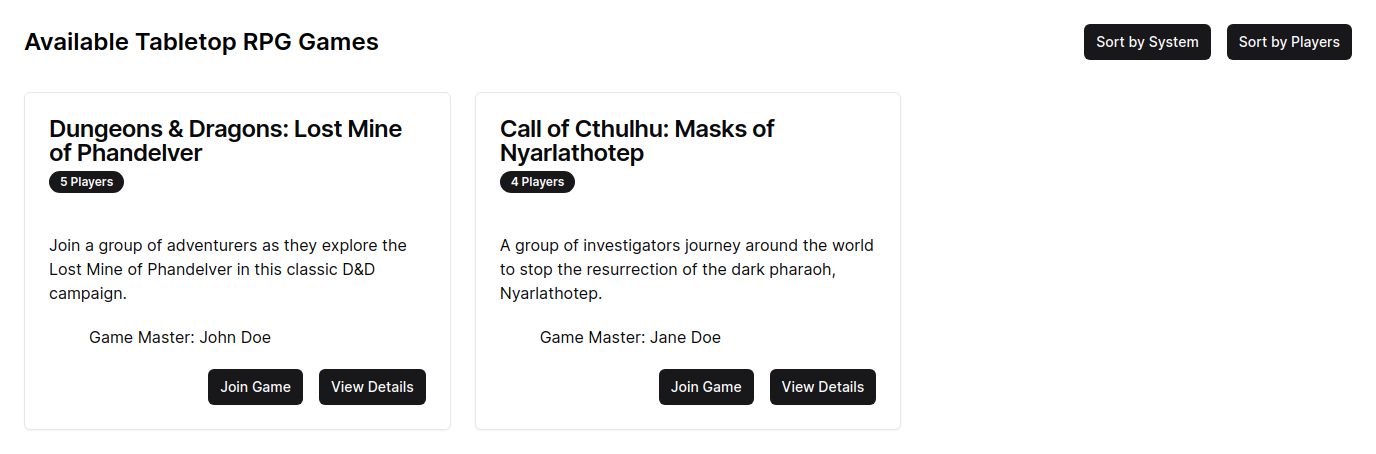 Available Tabletop RPG Games
Sort by System
Sort by Players
Dungeons & Dragons: Lost Mine
of Phandelver
5 Players
Join a group of adventurers as they explore the
Lost Mine of Phandelver in this classic D&D
campaign.
Game Master: John Doe
Join Game
View Details
Call of Cthulhu: Masks of
Nyarlathotep
4 Players
A group of investigators journey around the world
to stop the resurrection of the dark pharaoh,
Nyarlathotep.
Game Master: Jane Doe
Join Game
View Details